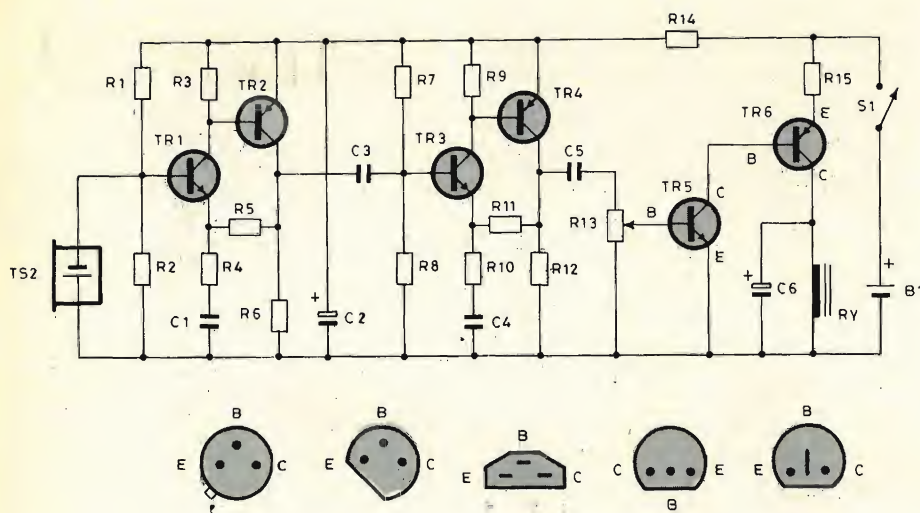 R14
R1
R3
TR2
R7
R9
TR4
R15
S1
TR1
C3
TR3
C5
TR6
E
B
C
R5
R11
R13
B
TR5
C
E
TS2
R2
R4
R8
R10
R12
C1
R6
+
C2
C4
+
C6
RY
+
B1
B
E
C
B
E
C
B
E
C
C
E
B
B
E
C